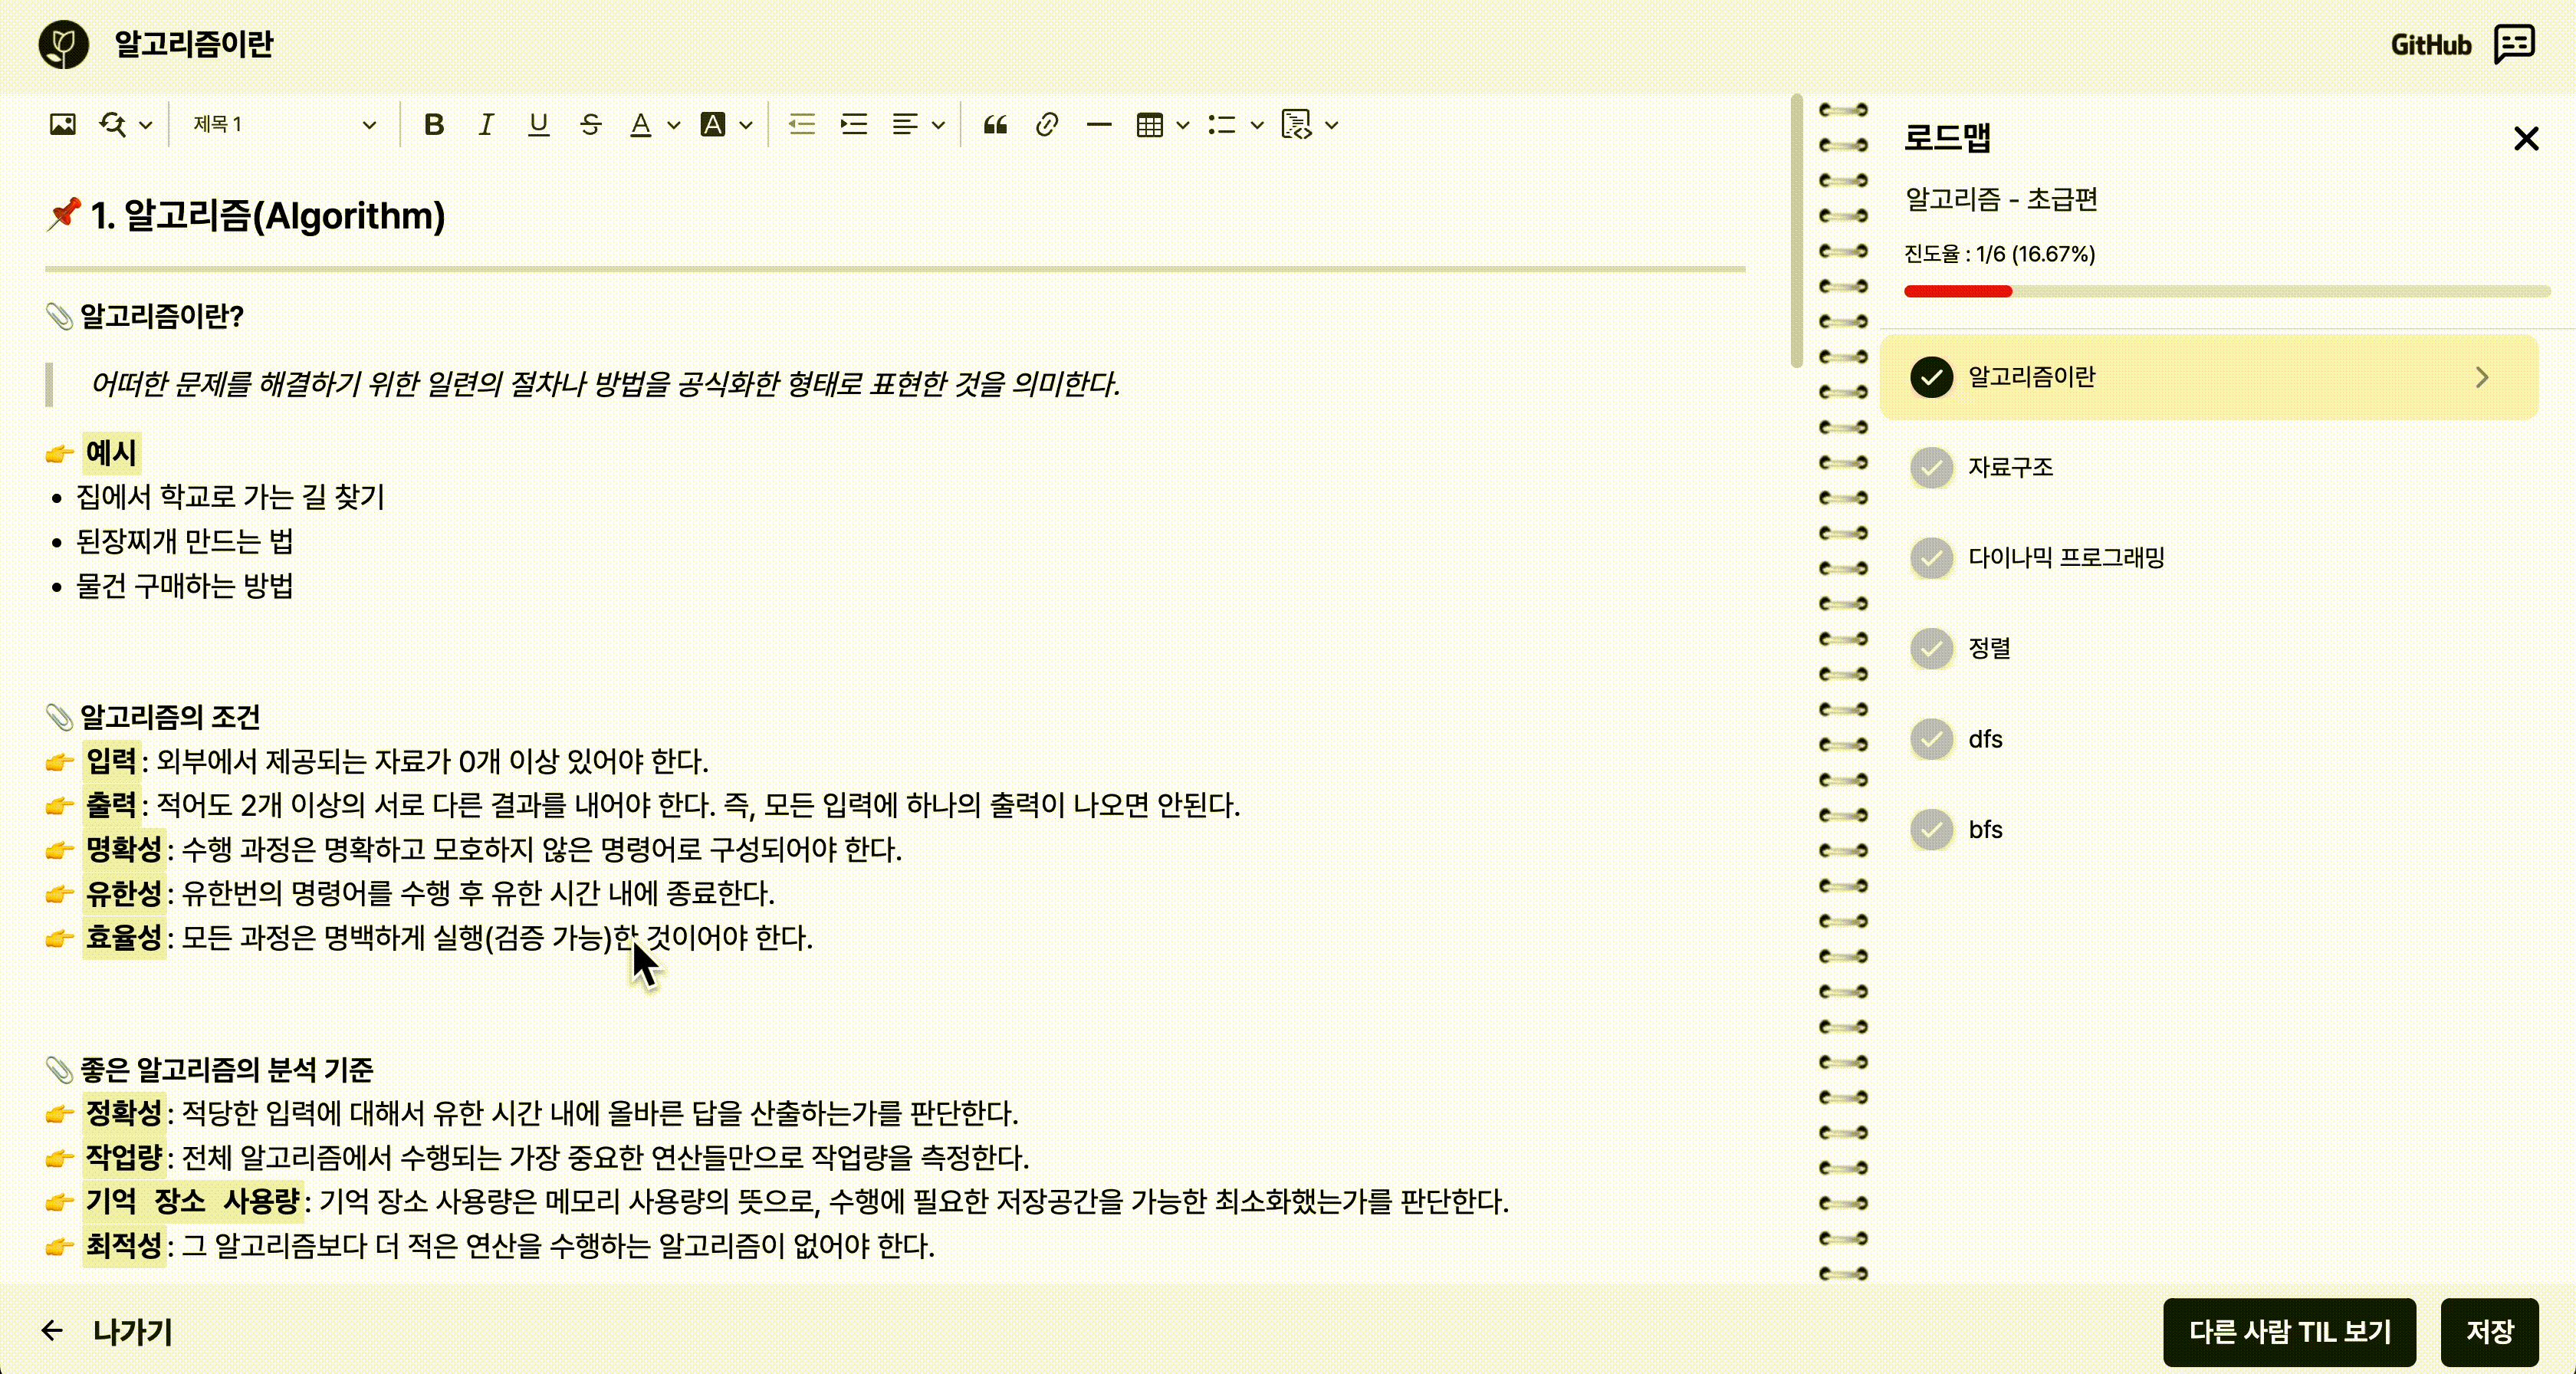 알고리즘이란
GitHub
제목 1
📌 1. 알고리즘(Algorithm)
📎 알고리즘이란?
어떠한 문제를 해결하기 위한 일련의 절차나 방법을 공식화한 형태로 표현한 것을 의미한다.
👉 예시
• 집에서 학교로 가는 길 찾기
• 된장찌개 만드는 법
• 물건 구매하는 방법
📎 알고리즘의 조건
👉 입력 : 외부에서 제공되는 자료가 0개 이상 있어야 한다.
👉 출력 : 적어도 2개 이상의 서로 다른 결과를 내어야 한다. 즉, 모든 입력에 하나의 출력이 나오면 안된다.
👉 명확성 : 수행 과정은 명확하고 모호하지 않은 명령어로 구성되어야 한다.
👉 유한성 : 유한번의 명령어를 수행 후 유한 시간 내에 종료한다.
👉 효율성 : 모든 과정은 명백하게 실행(검증 가능)한 것이어야 한다.
📎 좋은 알고리즘의 분석 기준
👉 정확성 : 적당한 입력에 대해서 유한 시간 내에 올바른 답을 산출하는가를 판단한다.
👉 작업량 : 전체 알고리즘에서 수행되는 가장 중요한 연산들만으로 작업량을 측정한다.
👉 기억 장소 사용량 : 기억 장소 사용량은 메모리 사용량의 뜻으로, 수행에 필요한 저장공간을 가능한 최소화했는가를 판단한다.
👉 최적성 : 그 알고리즘보다 더 적은 연산을 수행하는 알고리즘이 없어야 한다.
로드맵
알고리즘 - 초급편
진도율 : 1/6 (16.67%)
알고리즘이란
자료구조
다이나믹 프로그래밍
정렬
dfs
bfs
나가기
다른 사람 TIL 보기
저장